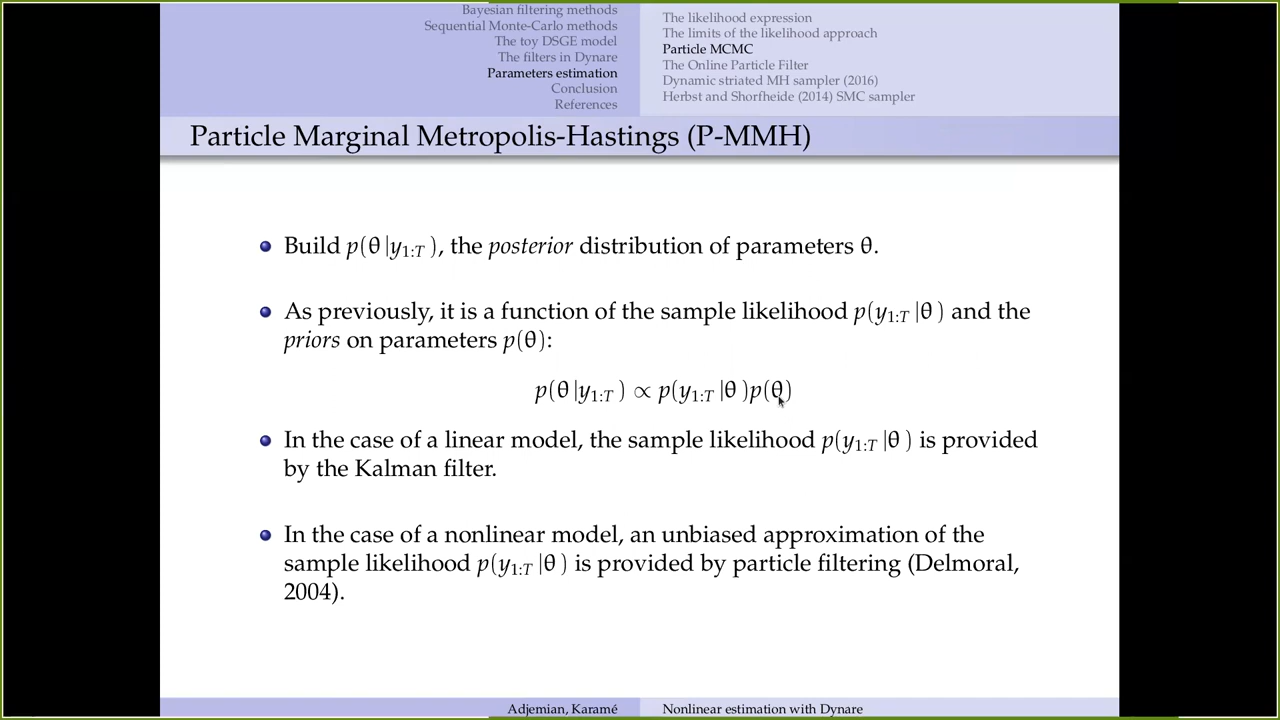 Bayesian filtering methods
Sequential Monte-Carlo methods
The toy DSGE model
The filters in Dynare
Parameters estimation
Conclusion
References
The likelihood expression
The limits of the likelihood approach
Particle MCMC
The Online Particle Filter
Dynamic striated MH sampler (2016)
Herbst and Shorfheide (2014) SMC sampler
Particle Marginal Metropolis-Hastings (P-MMH)
Build p(θ|y1:T), the posterior distribution of parameters θ.
As previously, it is a function of the sample likelihood p(y1:T|θ) and the
priors on parameters p(θ):
p(θ|y1:T) ∝ p(y1:T|θ)p(θ)
In the case of a linear model, the sample likelihood p(y1:T|θ) is provided
by the Kalman filter.
In the case of a nonlinear model, an unbiased approximation of the
sample likelihood p(y1:T|θ) is provided by particle filtering (Delmoral,
2004).
Adjemian, Karamé
Nonlinear estimation with Dynare